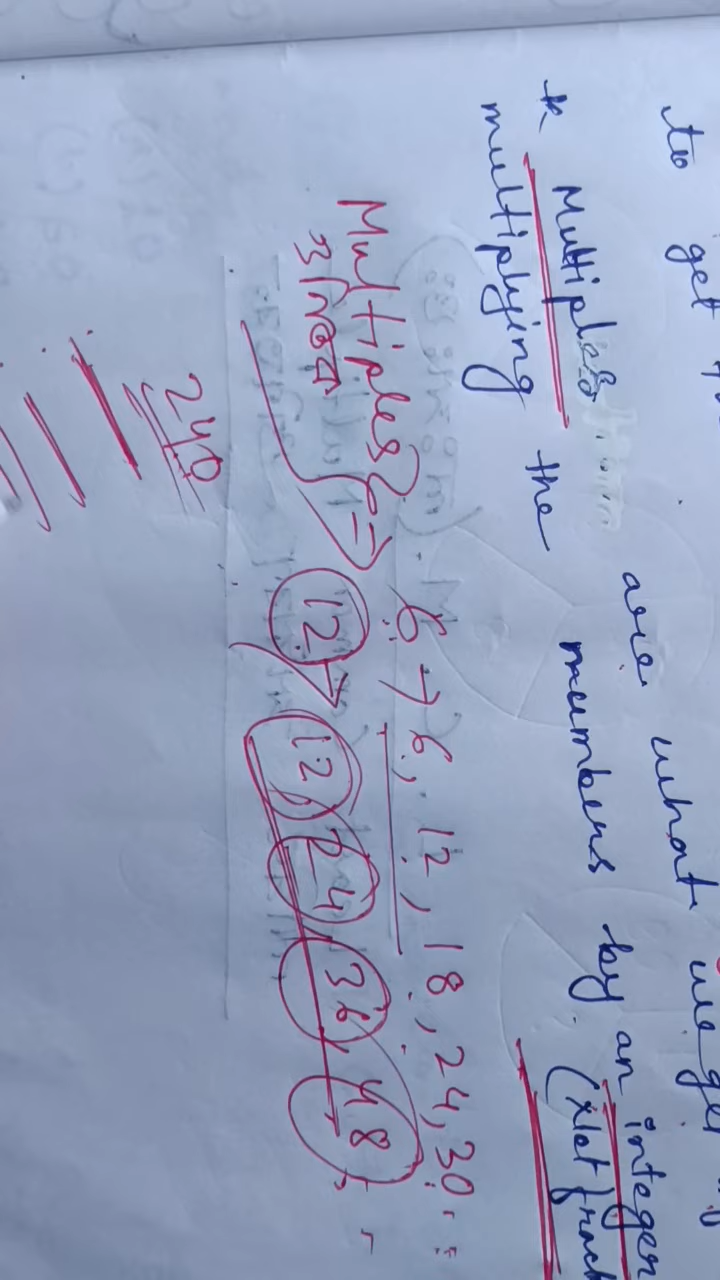 to get
* Multiples are what we get
multiplying the numbers by an integer
(Not frac
Multiples → 6 → 6, 12, 18, 24, 30
12 → 12, 24, 36, 48,
240